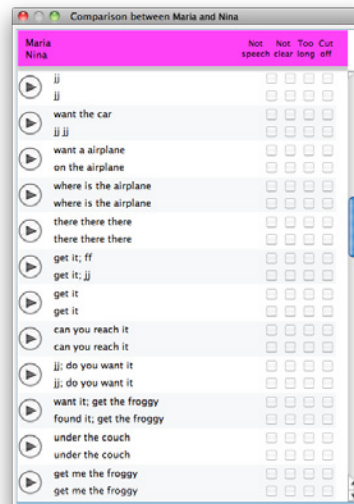 Comparison between Maria and Nina
Maria Not Not Too Cut
Nina speech clear long off
jj
jj
want the car
jj jj
want a airplane
on the airplane
where is the airplane
where is the airplane
there there there
there there there
get it; ff
get it; jj
get it
get it
can you reach it
can you reach it
jj; do you want it
jj; do you want it
want it; get the froggy
found it; get the froggy
under the couch
under the couch
get me the froggy
get me the froggy